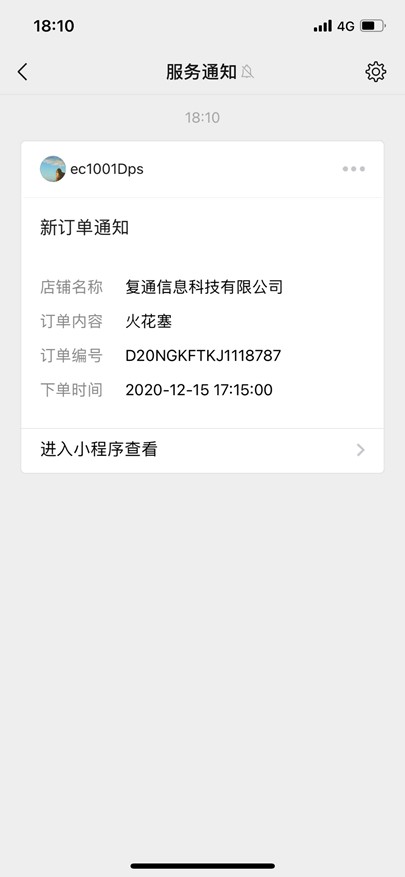 18:10
4G
服务通知
18:10
ec1001Dps
新订单通知
店铺名称 复通信息科技有限公司
订单内容 火花塞
订单编号 D20NGKFTKJ1118787
下单时间 2020-12-15 17:15:00
进入小程序查看